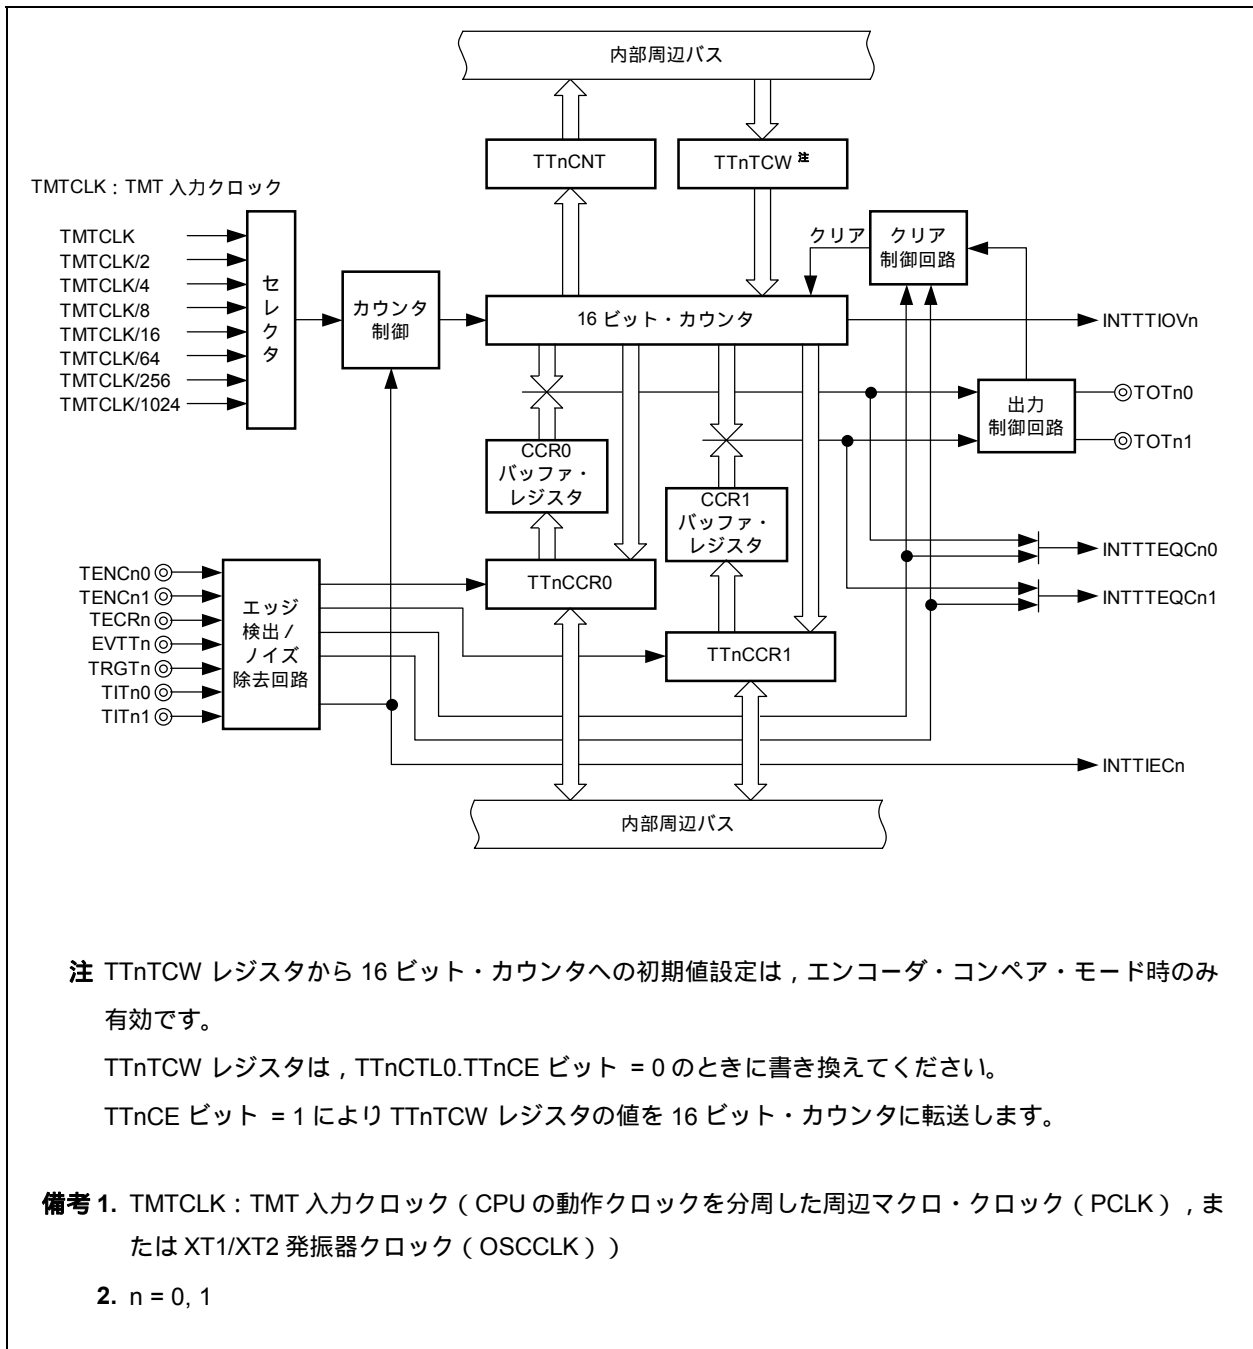 内部周辺バス
TTnCNT
TTnTCW 注
TMTCLK：TMT 入力クロック
TMTCLK
TMTCLK/2
TMTCLK/4
TMTCLK/8
TMTCLK/16
TMTCLK/64
TMTCLK/256
TMTCLK/1024
セレクタ
カウンタ
制御
16 ビット・カウンタ
クリア
クリア
制御回路
INTTTIOVn
出力
制御回路
TOTn0
TOTn1
CCR0
バッファ・
レジスタ
CCR1
バッファ・
レジスタ
INTTTEQCn0
INTTTEQCn1
TENCn0
TENCn1
TECRn
EVTTn
TRGTn
TITn0
TITn1
エッジ
検出／
ノイズ
除去回路
TTnCCR0
TTnCCR1
INTTIECn
内部周辺バス
注 TTnTCW レジスタから 16 ビット・カウンタへの初期値設定は，エンコーダ・コンペア・モード時のみ
有効です。
TTnTCW レジスタは，TTnCTL0.TTnCE ビット = 0 のときに書き換えてください。
TTnCE ビット = 1 により TTnTCW レジスタの値を 16 ビット・カウンタに転送します。
備考 1. TMTCLK：TMT 入力クロック（CPU の動作クロックを分周した周辺マクロ・クロック（PCLK），ま
たは XT1/XT2 発振器クロック（OSCCLK））
2. n = 0, 1